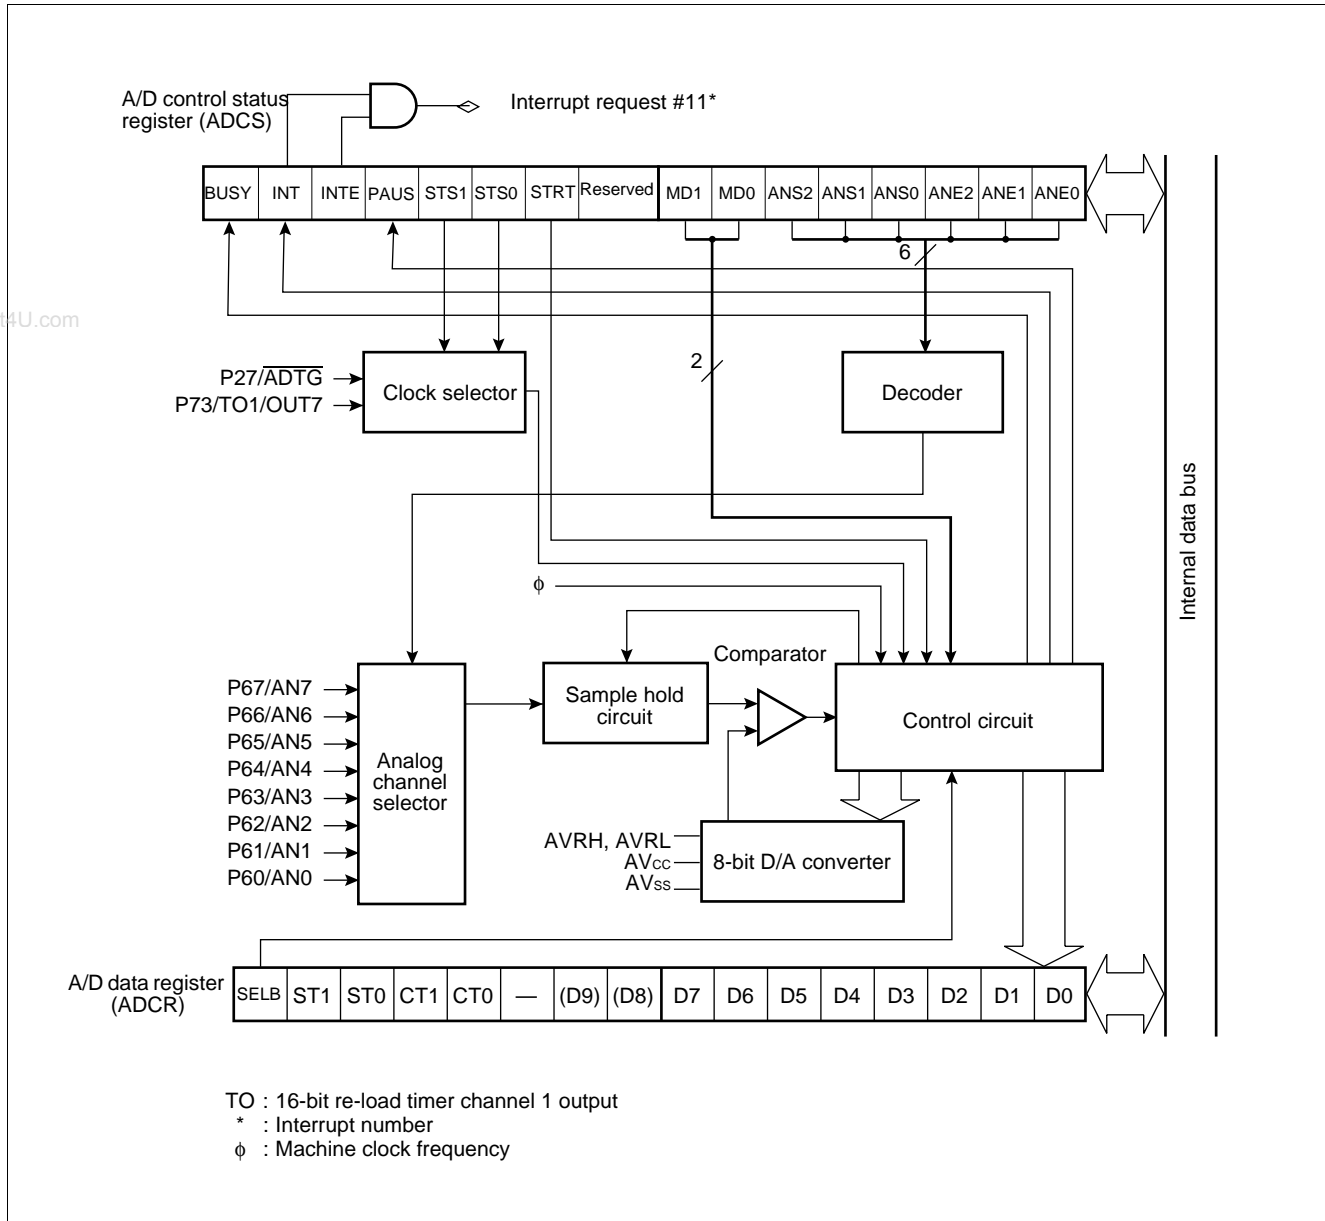 A/D control status
register (ADCS)
Interrupt request #11*
BUSY INT INTE PAUS STS1 STS0 STRT Reserved MD1 MD0 ANS2 ANS1 ANS0 ANE2 ANE1 ANE0
6
t4U.com
2
P27/ADTG
P73/TO1/OUT7
Clock selector
Decoder
Internal data bus
ϕ
Comparator
P67/AN7
P66/AN6
P65/AN5
P64/AN4
P63/AN3
P62/AN2
P61/AN1
P60/AN0
Analog
channel
selector
Sample hold
circuit
Control circuit
AVRH, AVRL
AVCC
AVSS
8-bit D/A converter
A/D data register
(ADCR)
SELB ST1 ST0 CT1 CT0 — (D9) (D8) D7 D6 D5 D4 D3 D2 D1 D0
TO : 16-bit re-load timer channel 1 output
* : Interrupt number
ϕ : Machine clock frequency